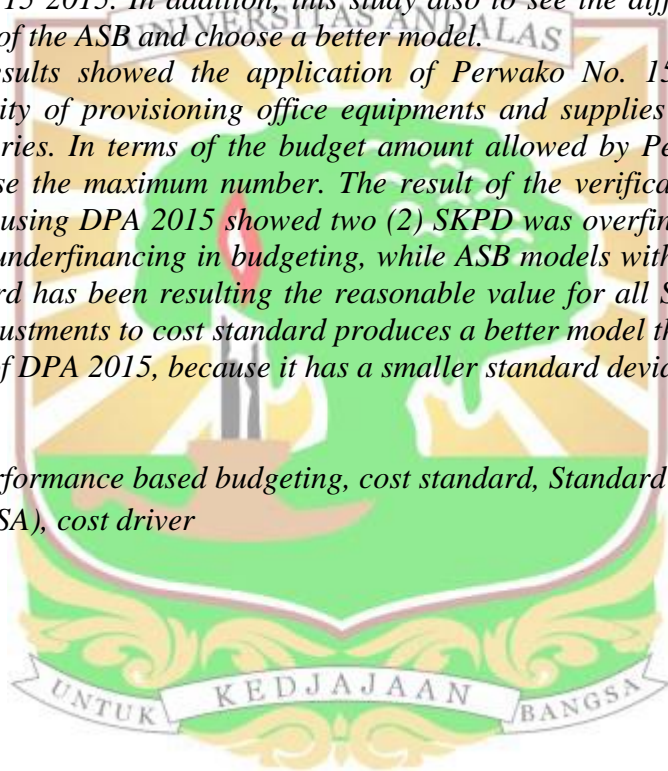 15 2015. In addition, this study also to see the diff
of the ASB and choose a better model.
UNIVERSITAS ANDALAS
sults showed the application of Perwako No. 15
ity of provisioning office equipments and supplies
ries. In terms of the budget amount allowed by Pe
se the maximum number. The result of the verifica
using DPA 2015 showed two (2) SKPD was overfin
underfinancing in budgeting, while ASB models with
rd has been resulting the reasonable value for all S
ustments to cost standard produces a better model th
of DPA 2015, because it has a smaller standard devia
rformance based budgeting, cost standard, Standard
SA), cost driver
UNTUK KEDJAJAAN BANGSA